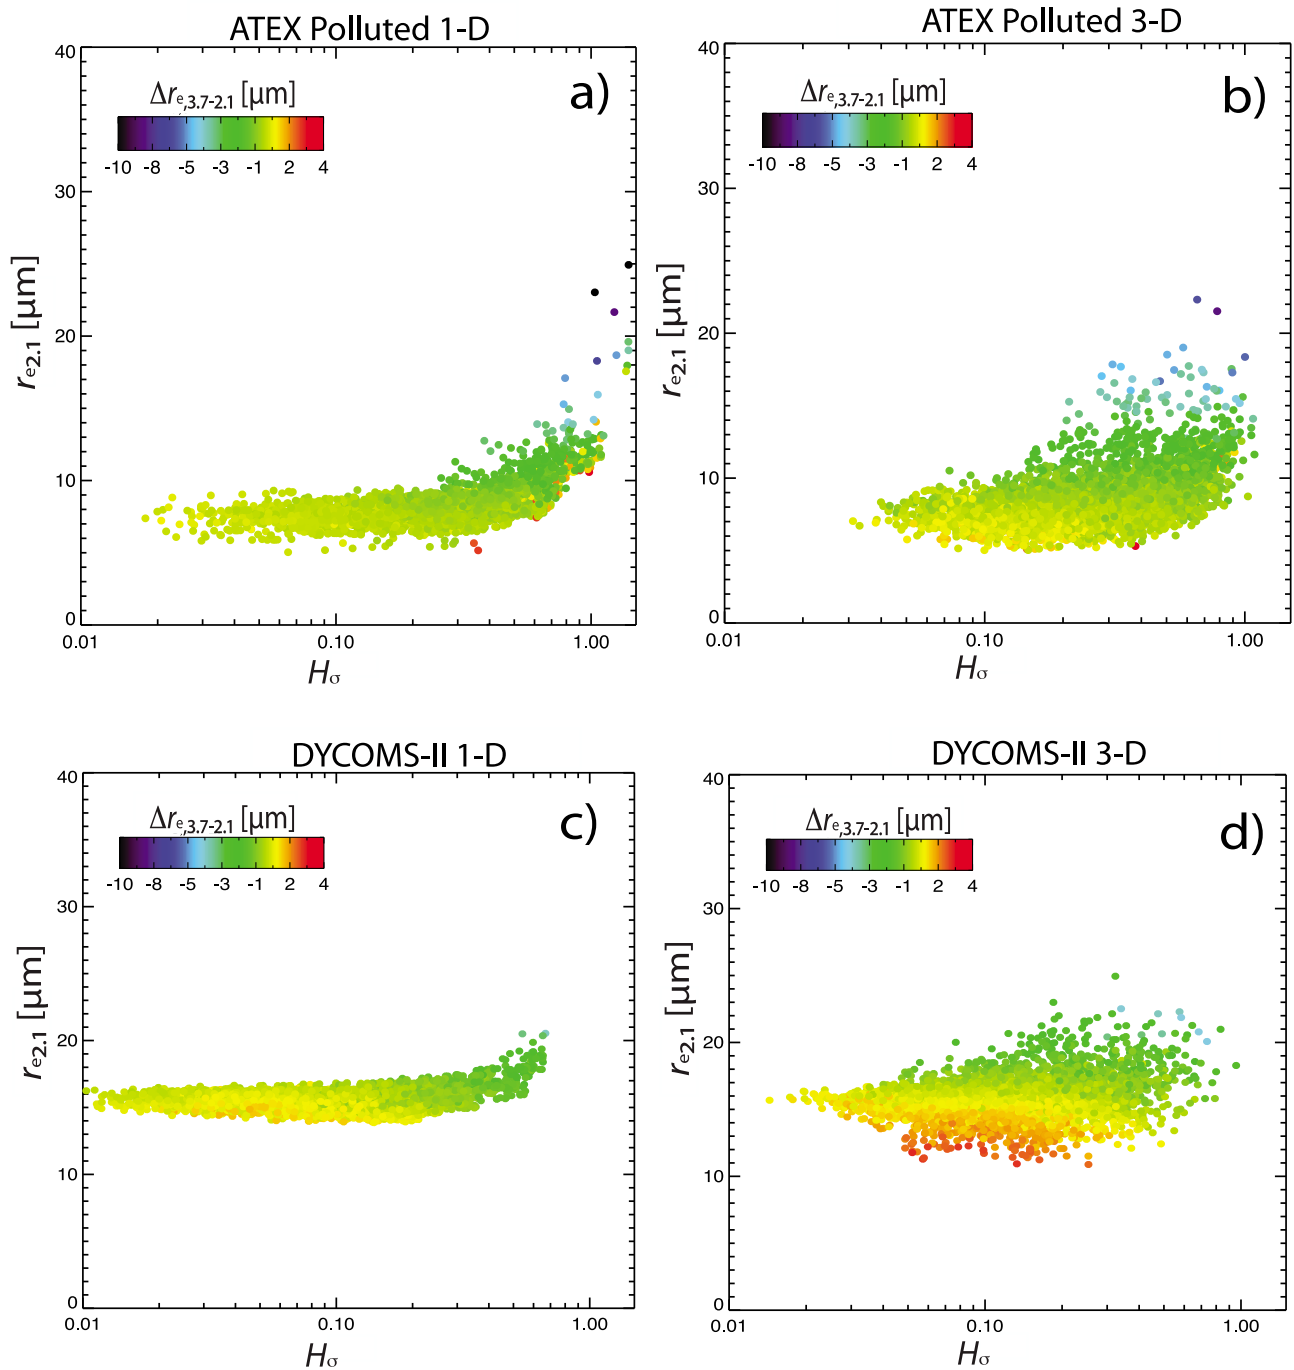 ATEX Polluted 1-D
40
Δre,3.7-2.1 [μm]
a)
-10 -8 -5 -3 -1 2 4
30
re2.1 [μm]
20
10
0
0.01 0.10 1.00
Hσ
ATEX Polluted 3-D
40
Δre,3.7-2.1 [μm]
b)
-10 -8 -5 -3 -1 2 4
30
re2.1 [μm]
20
10
0
0.01 0.10 1.00
Hσ
DYCOMS-II 1-D
40
Δre,3.7-2.1 [μm]
c)
-10 -8 -5 -3 -1 2 4
30
re2.1 [μm]
20
10
0
0.01 0.10 1.00
Hσ
DYCOMS-II 3-D
40
Δre,3.7-2.1 [μm]
d)
-10 -8 -5 -3 -1 2 4
30
re2.1 [μm]
20
10
0
0.01 0.10 1.00
Hσ